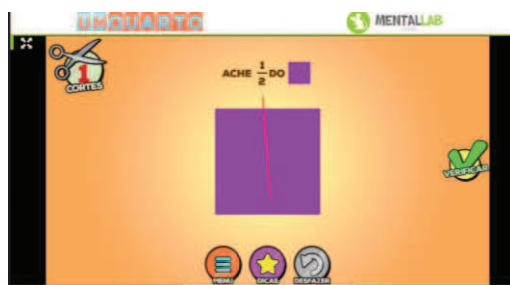 UMQUARTO
MENTALLAB
1
CORTES
ACHE 1/2 DO
VERIFICAR
MENU
DICAS
DESFAZER